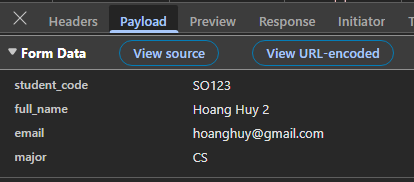 Headers Payload Preview Response Initiator
Form Data View source View URL-encoded
student_code SO123
full_name Hoang Huy 2
email hoanghuy@gmail.com
major CS